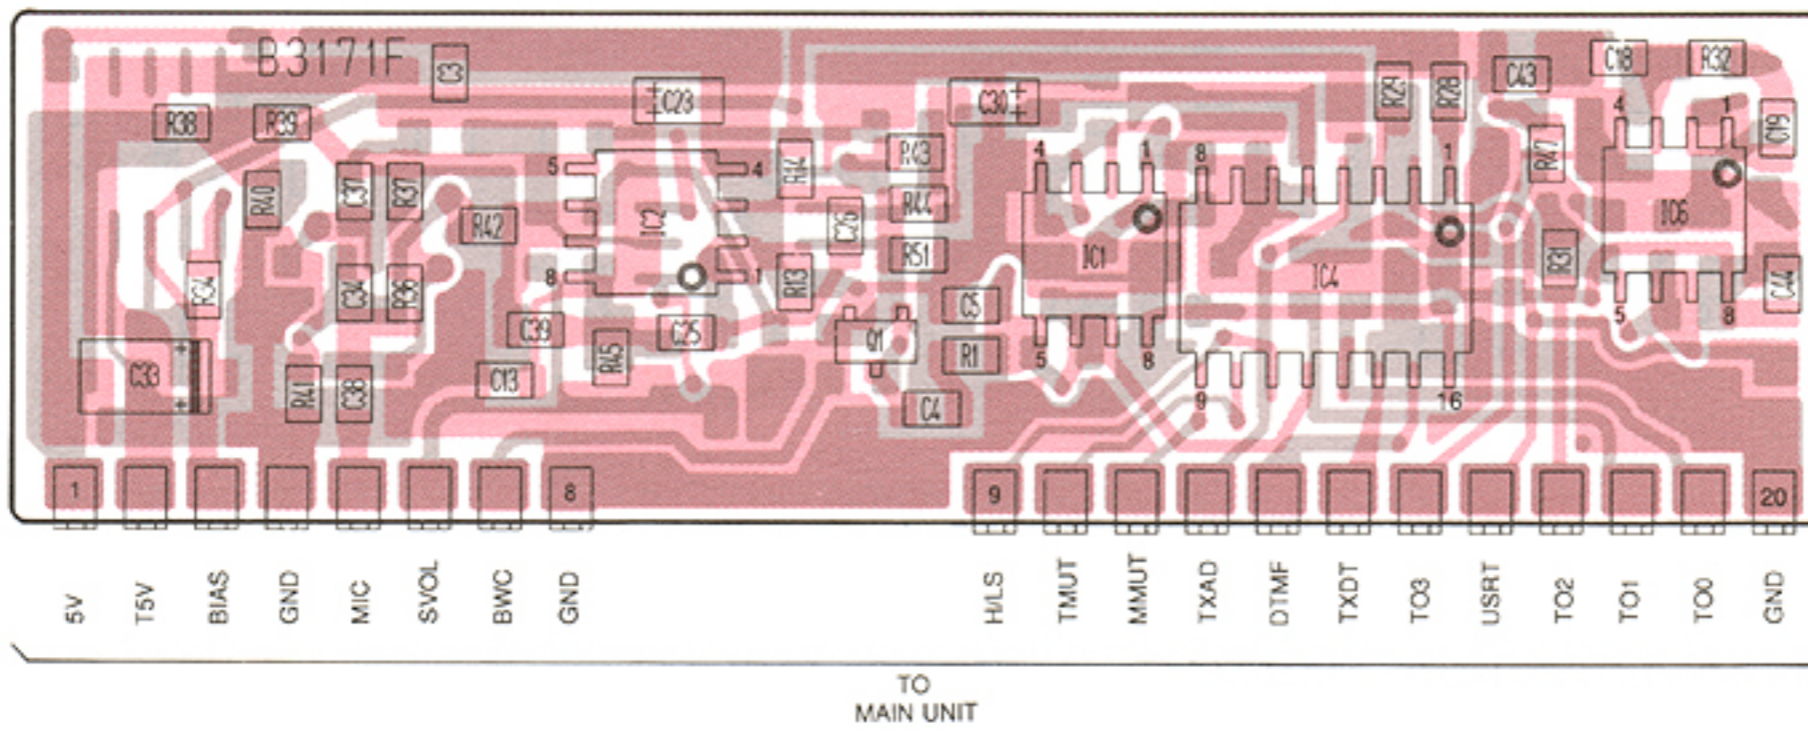 B3171F
C3
C23
C30
R29
R28
C43
C18
R32
R38
R39
R14
R43
R47
C19
5
4
4
1
8
1
4
1
R40
C37
R37
R42
IC2
C26
R44
IC1
IC4
IC6
R51
R31
8
1
R34
C34
R36
R13
C44
C39
R45
C25
Q1
C5
R1
5
8
5
8
C33
R41
C38
C13
C4
9
16
1
8
9
20
5V
T5V
BIAS
GND
MIC
SVOL
BWC
GND
H/LS
TMUT
MMUT
TXAD
DTMF
TXDT
TO3
USRT
TO2
TO1
TO0
GND
TO
MAIN UNIT